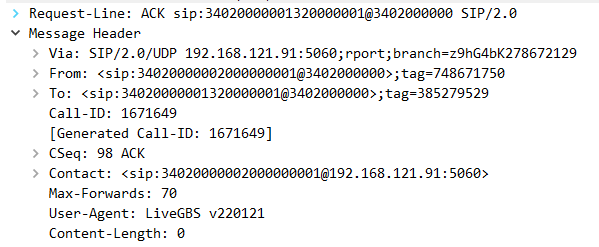 Request-Line: ACK sip:34020000001320000001@3402000000 SIP/2.0
Message Header
Via: SIP/2.0/UDP 192.168.121.91:5060;rport;branch=z9hG4bK278672129
From: <sip:34020000002000000001@3402000000>;tag=748671750
To: <sip:34020000001320000001@3402000000>;tag=385279529
Call-ID: 1671649
[Generated Call-ID: 1671649]
CSeq: 98 ACK
Contact: <sip:34020000002000000001@192.168.121.91:5060>
Max-Forwards: 70
User-Agent: LiveGBS v220121
Content-Length: 0